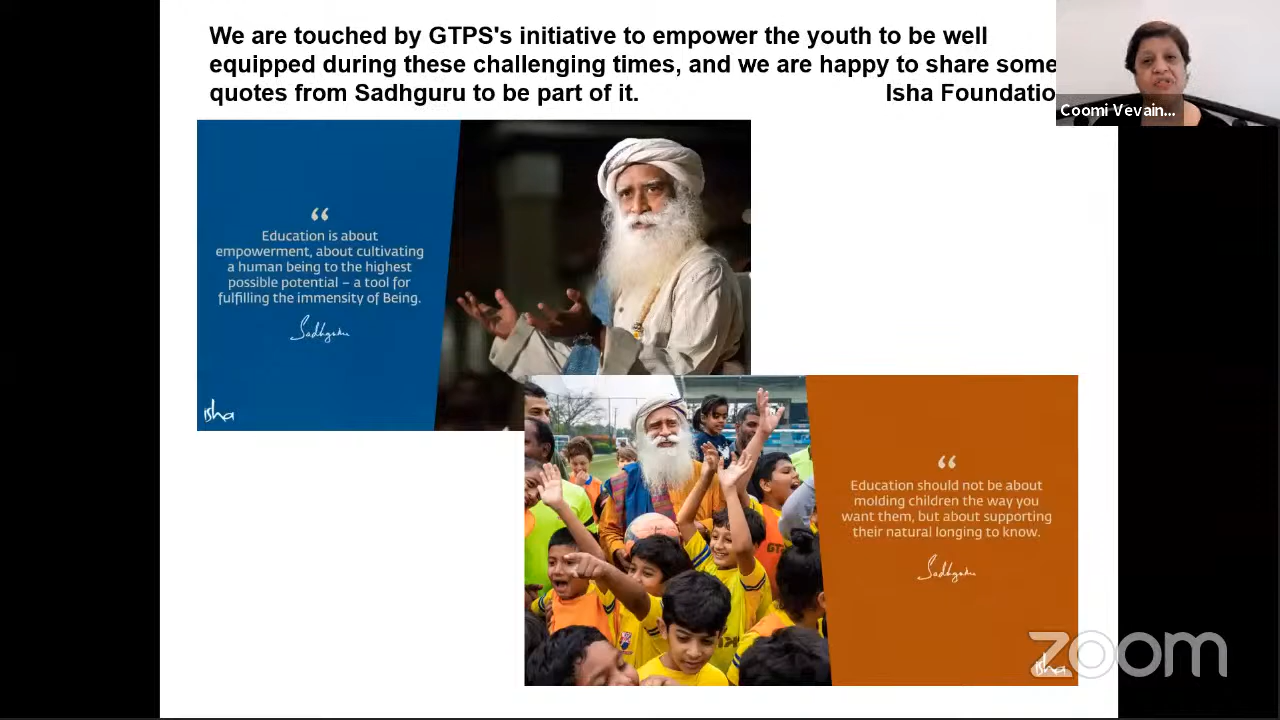 We are touched by GTPS's initiative to empower the youth to be well
equipped during these challenging times, and we are happy to share some
quotes from Sadhguru to be part of it. Isha Foundatio
Coomi Vevain...
“
Education is about
empowerment, about cultivating
a human being to the highest
possible potential – a tool for
fulfilling the immensity of Being.
Sadhguru
isha
“
Education should not be about
molding children the way you
want them, but about supporting
their natural longing to know.
Sadhguru
isha
zoom